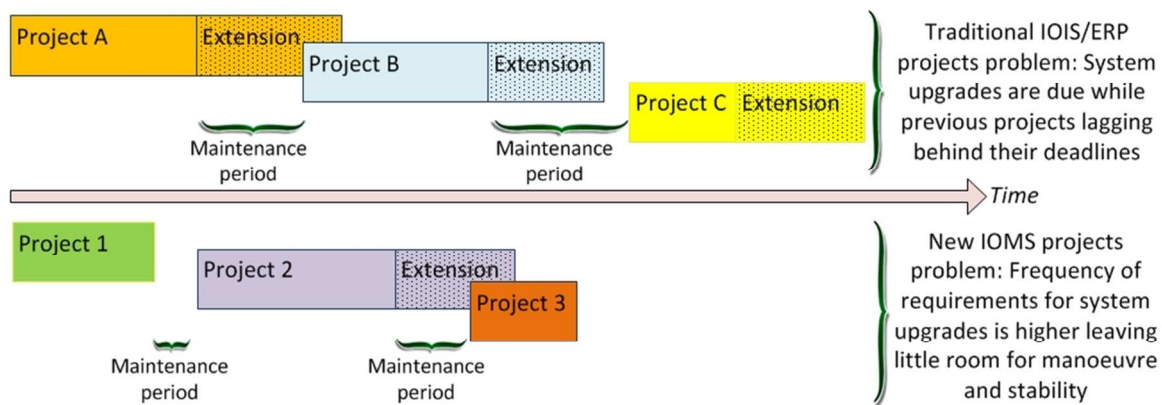 Project A
Extension
Project B
Extension
Project C
Extension
Maintenance
period
Maintenance
period
Traditional IOIS/ERP
projects problem: System
upgrades are due while
previous projects lagging
behind their deadlines
Time
Project 1
Project 2
Extension
Project 3
Maintenance
period
Maintenance
period
New IOMS projects
problem: Frequency of
requirements for system
upgrades is higher leaving
little room for manoeuvre
and stability